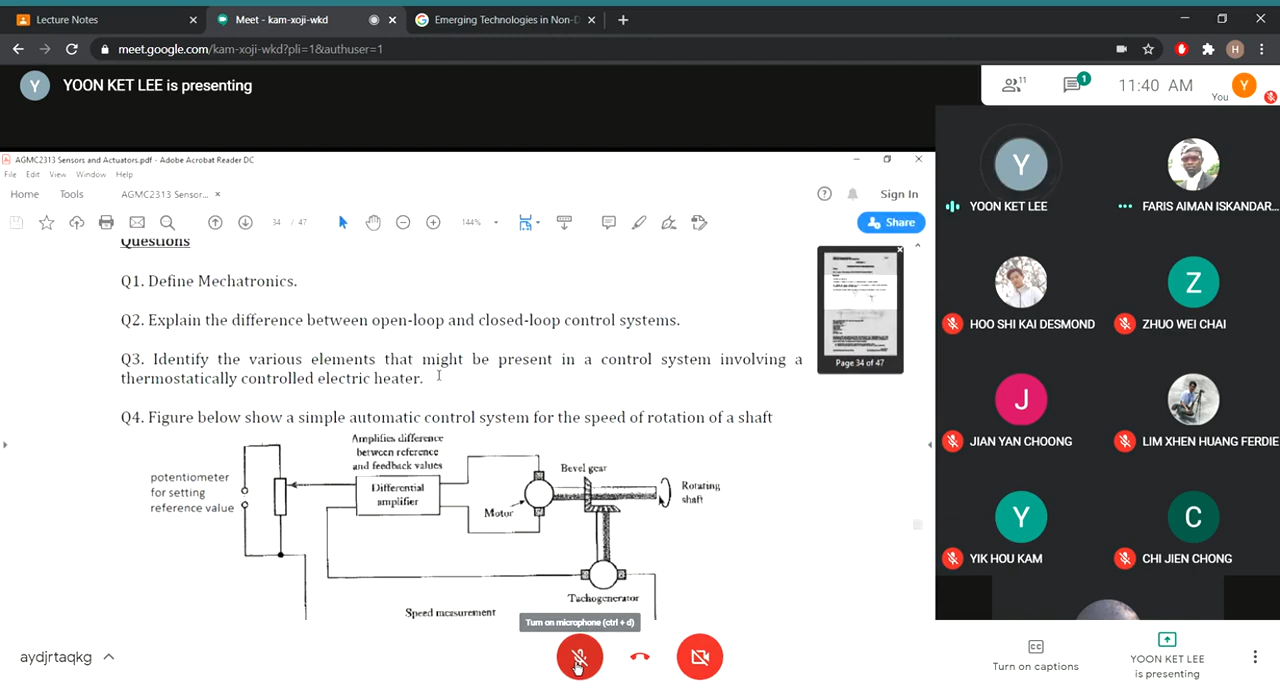 Lecture Notes
Meet - kam-xoji-wkd
Emerging Technologies in Non-D
meet.google.com/kam-xoji-wkd?pli=1&authuser=1
H
Y
YOON KET LEE is presenting
11
1
11:40 AM
You
Y
AGMC2313 Sensors and Actuators.pdf - Adobe Acrobat Reader DC
File Edit View Window Help
Home Tools AGMC2313 Sensor...
Sign In
34 / 47
144%
Share
Questions
Q1. Define Mechatronics.
Q2. Explain the difference between open-loop and closed-loop control systems.
Q3. Identify the various elements that might be present in a control system involving a
thermostatically controlled electric heater.
Q4. Figure below show a simple automatic control system for the speed of rotation of a shaft
Page 34 of 47
Amplifies difference
between reference
and feedback values
potentiometer
for setting
reference value
Differential
amplifier
Motor
Bevel gear
Rotating
shaft
Tachogenerator
Speed measurement
Turn on microphone (ctrl + d)
Y
YOON KET LEE
FARIS AIMAN ISKANDAR...
HOO SHI KAI DESMOND
Z
ZHUO WEI CHAI
J
JIAN YAN CHOONG
LIM XHEN HUANG FERDIE
Y
YIK HOU KAM
C
CHI JIEN CHONG
aydjrtaqkg
CC
Turn on captions
YOON KET LEE
is presenting